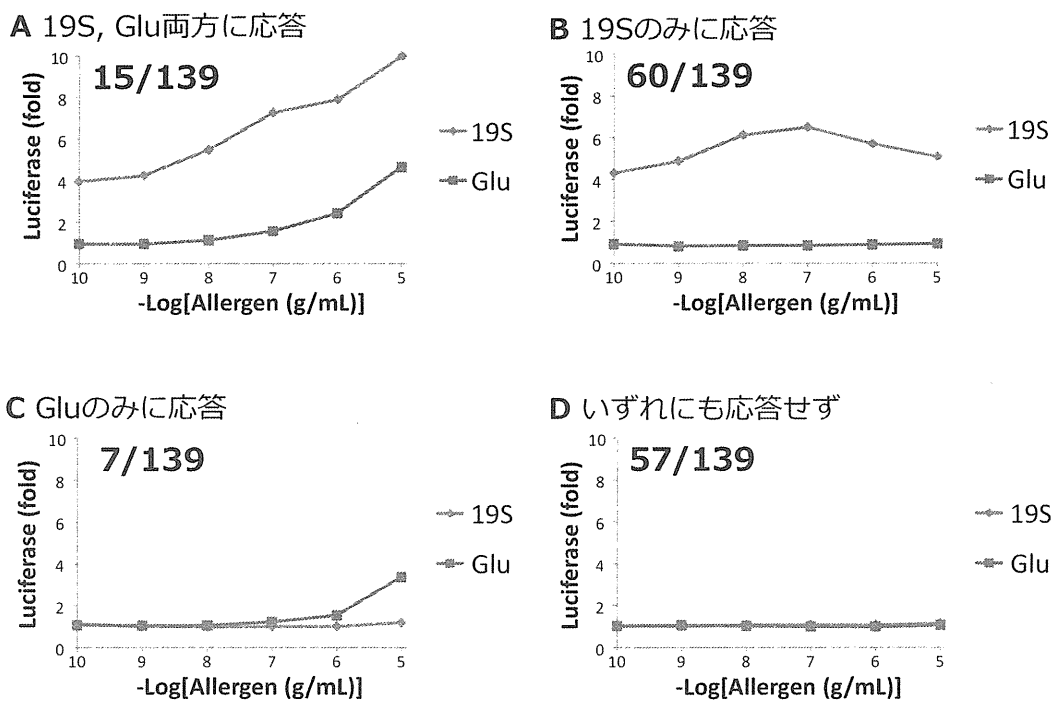 A 19S, Glu両方に応答
15/139
Luciferase (fold)
10
8
6
4
2
0
10 9 8 7 6 5
-Log[Allergen (g/mL)]
19S
Glu
B 19Sのみに応答
60/139
Luciferase (fold)
10
8
6
4
2
0
10 9 8 7 6 5
-Log[Allergen (g/mL)]
19S
Glu
C Gluのみに応答
7/139
Luciferase (fold)
10
8
6
4
2
0
10 9 8 7 6 5
-Log[Allergen (g/mL)]
19S
Glu
D いずれにも応答せず
57/139
Luciferase (fold)
10
8
6
4
2
0
10 9 8 7 6 5
-Log[Allergen (g/mL)]
19S
Glu